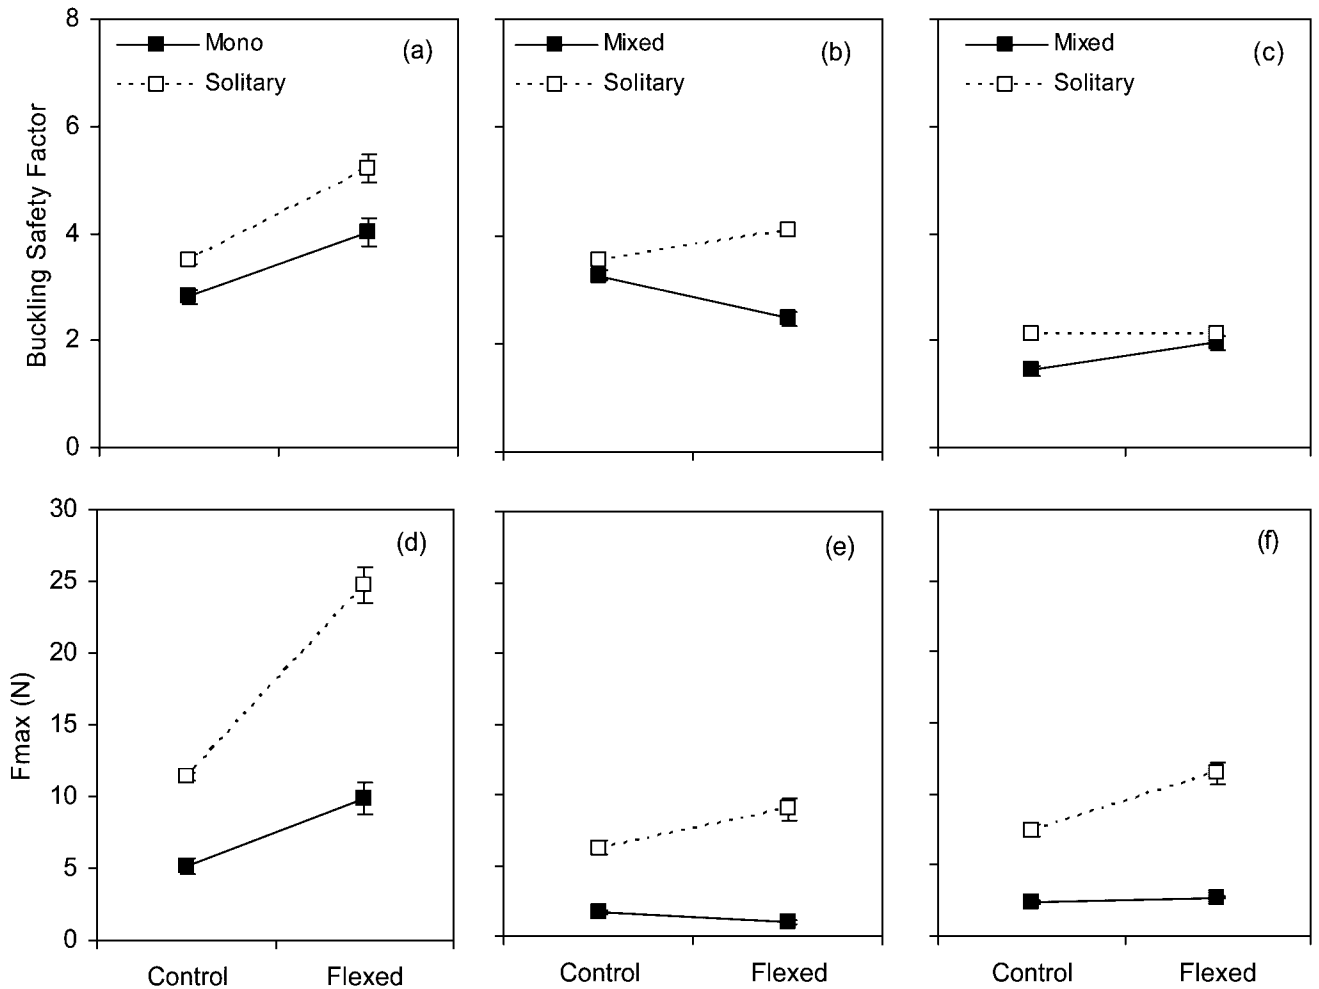 8
6
4
2
0
Buckling Safety Factor
Mono
Solitary
(a)
Mixed
Solitary
(b)
Mixed
Solitary
(c)
30
25
20
15
10
5
0
Fmax (N)
(d)
(e)
(f)
Control Flexed
Control Flexed
Control Flexed